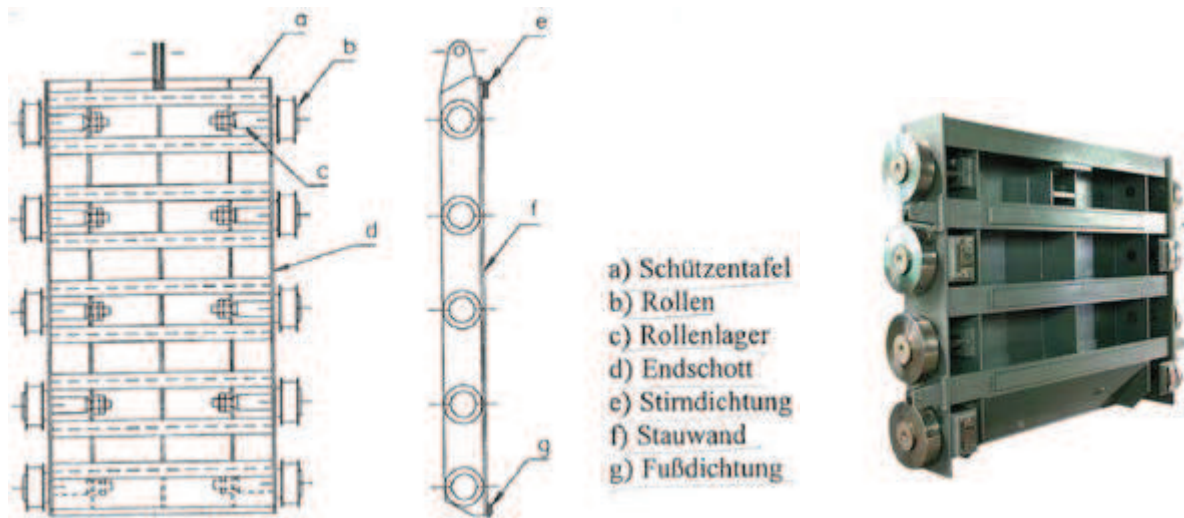 a
b
c
d
e
f
g
a) Schützentafel
b) Rollen
c) Rollenlager
d) Endschott
e) Stirndichtung
f) Stauwand
g) Fußdichtung